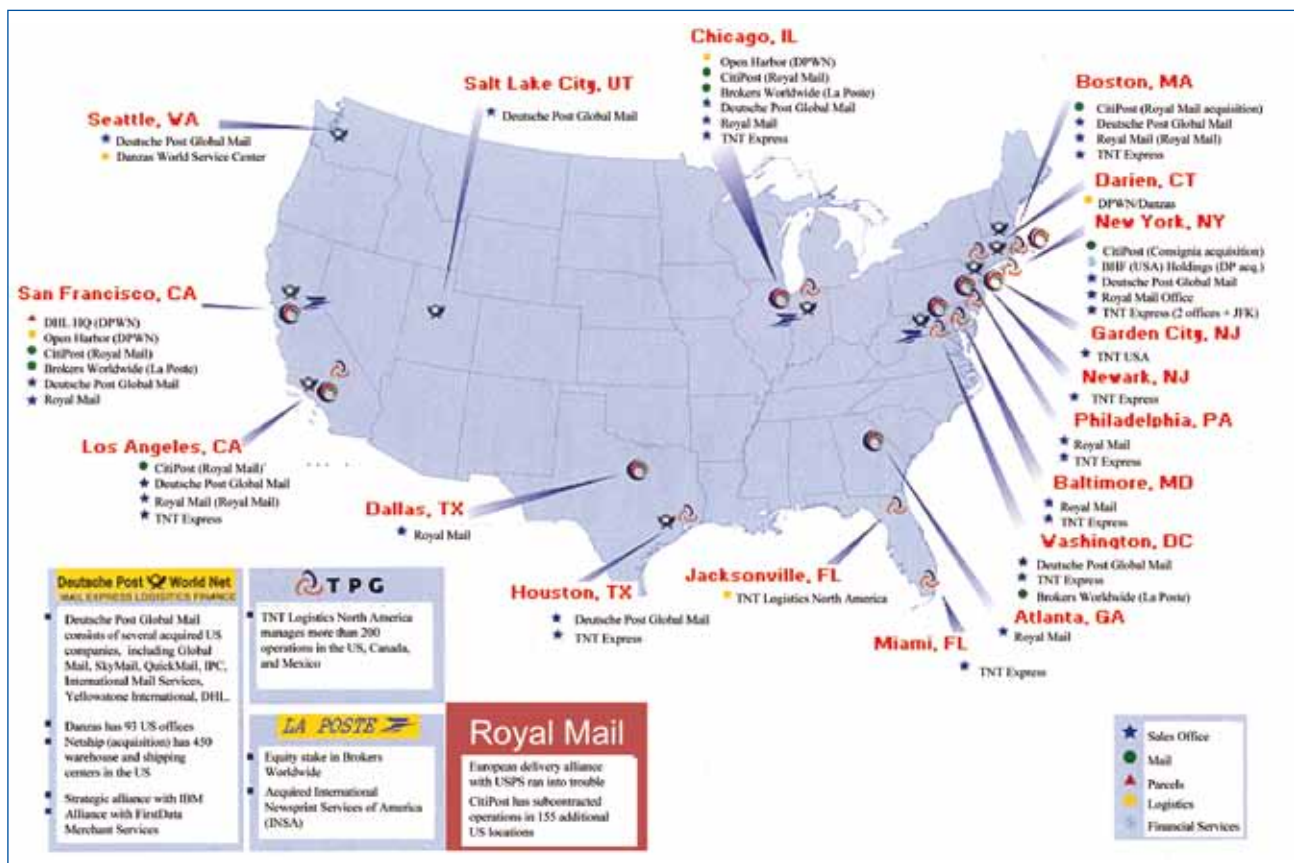 Chicago, IL
Open Harbor (DPWN)
CitiPost (Royal Mail)
Brokers Worldwide (La Poste)
Deutsche Post Global Mail
Royal Mail
TNT Express
Salt Lake City, UT
Deutsche Post Global Mail
Seattle, WA
Deutsche Post Global Mail
Danzas World Service Center
Boston, MA
CitiPost (Royal Mail acquisition)
Deutsche Post Global Mail
Royal Mail (Royal Mail)
TNT Express
Darien, CT
DPWN/Danzas
New York, NY
CitiPost (Consignia acquisition)
BHF (USA) Holdings (DP acq.)
Deutsche Post Global Mail
Royal Mail Office
TNT Express (2 offices + JFK)
Garden City, NJ
TNT USA
Newark, NJ
TNT Express
Philadelphia, PA
Royal Mail
TNT Express
Baltimore, MD
Royal Mail
TNT Express
Washington, DC
Deutsche Post Global Mail
TNT Express
Brokers Worldwide (La Poste)
Atlanta, GA
Royal Mail
San Francisco, CA
DHL HQ (DPWN)
Open Harbor (DPWN)
CitiPost (Royal Mail)
Brokers Worldwide (La Poste)
Deutsche Post Global Mail
Royal Mail
Los Angeles, CA
CitiPost (Royal Mail)
Deutsche Post Global Mail
Royal Mail (Royal Mail)
TNT Express
Dallas, TX
Royal Mail
Houston, TX
Deutsche Post Global Mail
TNT Express
Jacksonville, FL
TNT Logistics North America
Miami, FL
TNT Express
Deutsche Post World Net
MAIL EXPRESS LOGISTICS FINANCE
Deutsche Post Global Mail
consists of several acquired US
companies, including Global
Mail, SkyMail, QuickMail, IPC,
International Mail Services,
Yellowstone International, DHL.
Danzas has 93 US offices
Netship (acquisition) has 450
warehouse and shipping
centers in the US
Strategic alliance with IBM
Alliance with FirstData
Merchant Services
TPG
TNT Logistics North America
manages more than 200
operations in the US, Canada,
and Mexico
LA POSTE
Equity stake in Brokers
Worldwide
Acquired International
Newsprint Services of America
(INSA)
Royal Mail
European delivery alliance
with USPS ran into trouble
CitiPost has subcontracted
operations in 155 additional
US locations
Sales Office
Mail
Parcels
Logistics
Financial Services